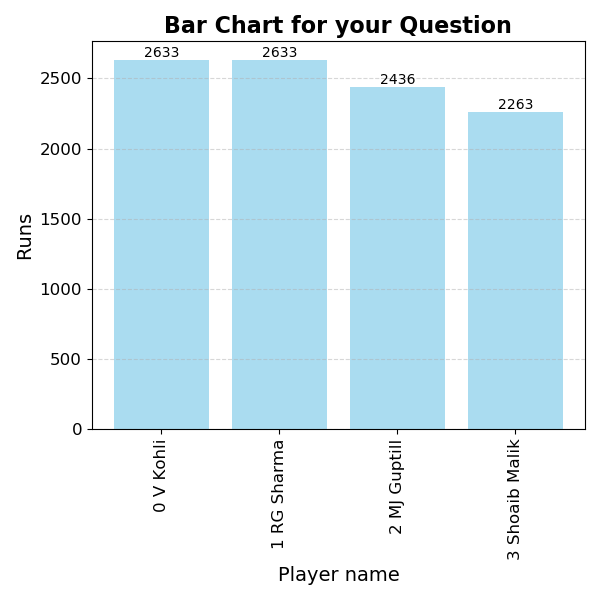 Bar Chart for your Question
2633
2633
2436
2263
2500
2000
1500
1000
500
0
Runs
0 V Kohli
1 RG Sharma
2 MJ Guptill
3 Shoaib Malik
Player name